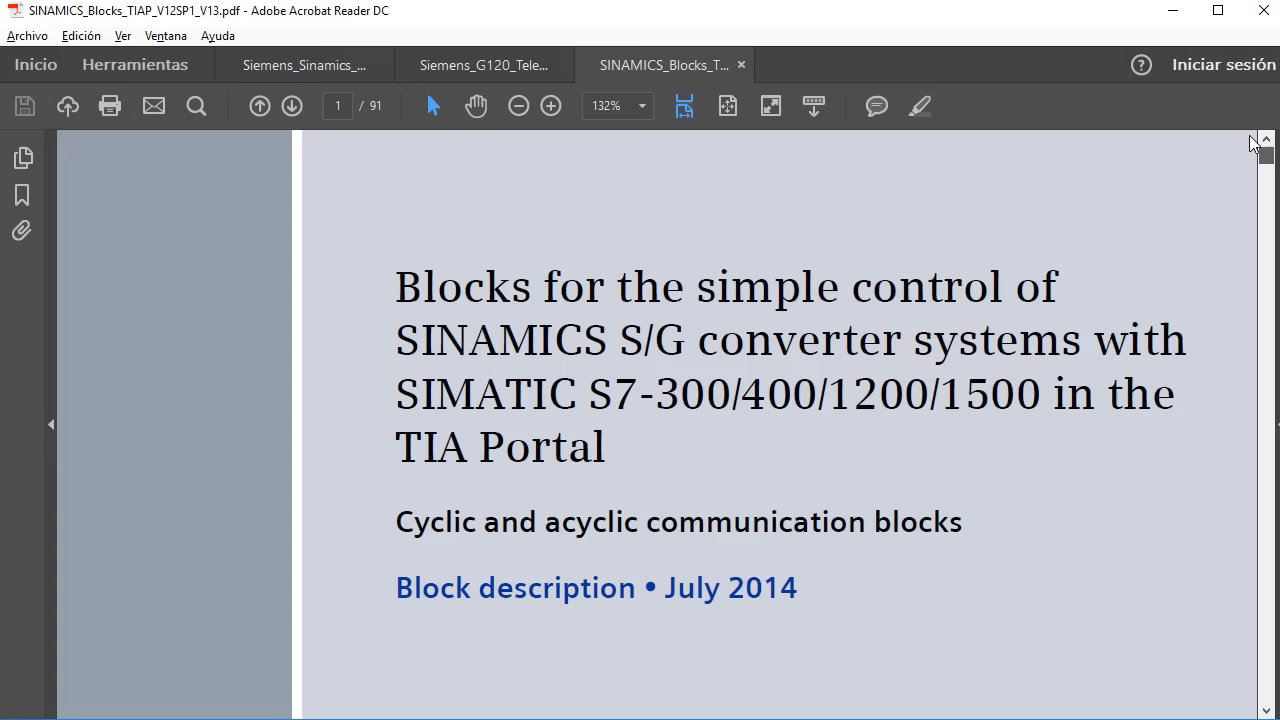 SINAMICS_Blocks_TIAP_V12SP1_V13.pdf - Adobe Acrobat Reader DC
Archivo Edición Ver Ventana Ayuda
Inicio Herramientas Siemens_Sinamics_... Siemens_G120_Tele... SINAMICS_Blocks_T... × ? Iniciar sesión
1 / 91 132%
Blocks for the simple control of
SINAMICS S/G converter systems with
SIMATIC S7-300/400/1200/1500 in the
TIA Portal
Cyclic and acyclic communication blocks
Block description • July 2014